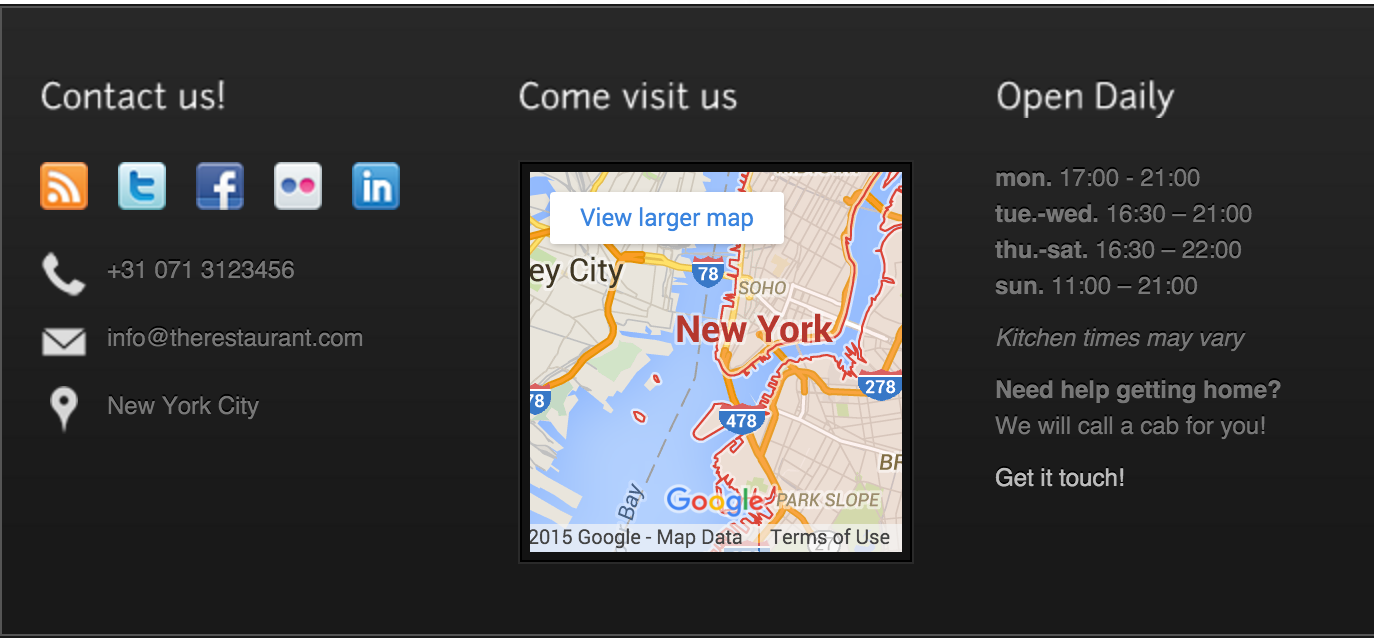 Contact us!
+31 071 3123456
info@therestaurant.com
New York City
Come visit us
View larger map
ey City
78
SOHO
New York
278
78
478
Bay
Google
PARK SLOPE
2015 Google - Map Data
Terms of Use
27
Open Daily
mon. 17:00 - 21:00
tue.-wed. 16:30 – 21:00
thu.-sat. 16:30 – 22:00
sun. 11:00 – 21:00
Kitchen times may vary
Need help getting home?
We will call a cab for you!
Get it touch!